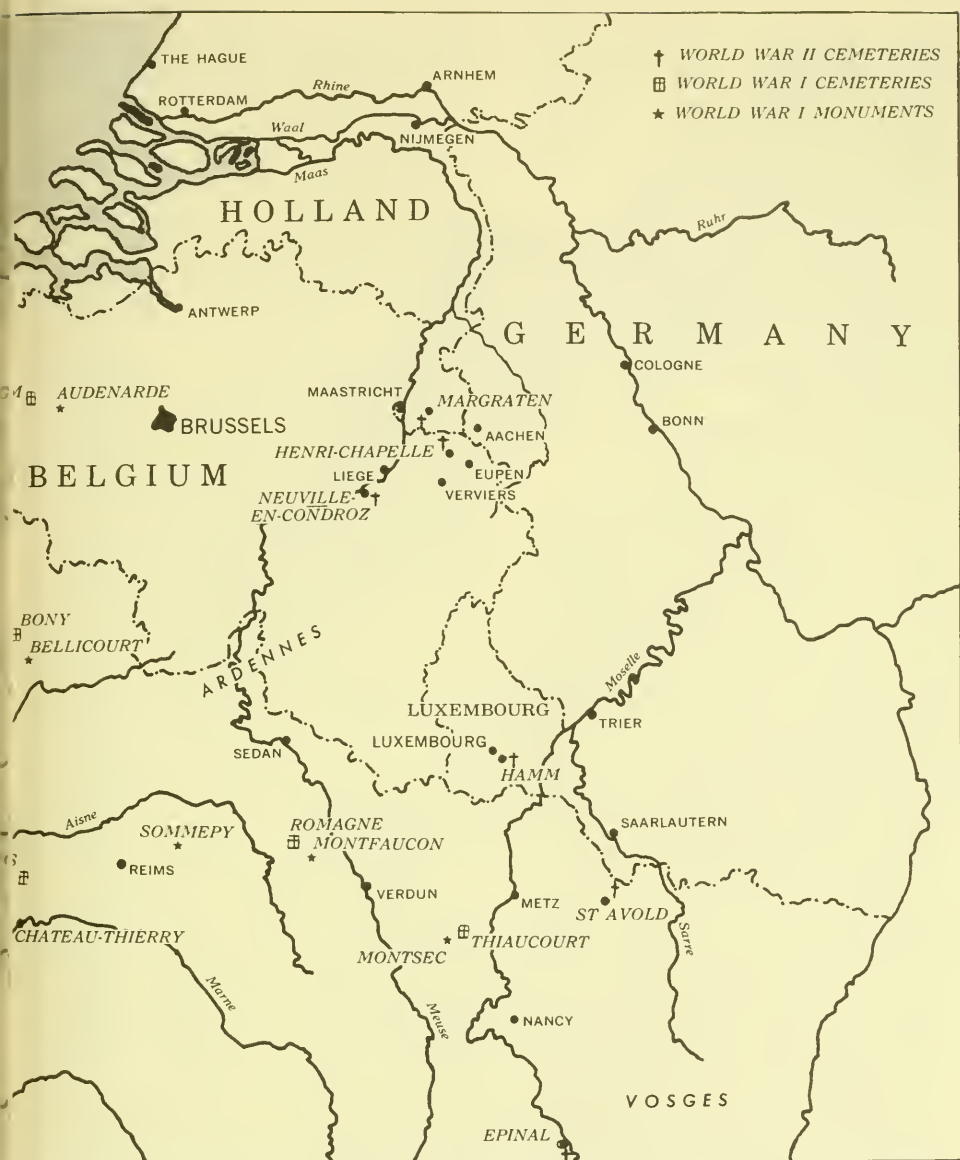 † WORLD WAR II CEMETERIES
WORLD WAR I CEMETERIES
★ WORLD WAR I MONUMENTS
THE HAGUE
ROTTERDAM
Rhine
ARNHEM
Waal
NIJMEGEN
Maas
HOLLAND
Ruhr
ANTWERP
GERMANY
COLOGNE
AUDENARDE
BRUSSELS
MAASTRICHT
MARGRATEN
BONN
AACHEN
HENRI-CHAPELLE
BELGIUM
LIEGE
EUPEN
VERVIERS
NEUVILLE-
EN-CONDROZ
BONY
BELLICOURT
ARDENNES
Moselle
LUXEMBOURG
TRIER
LUXEMBOURG
SEDAN
HAMM
Aisne
SOMMEPY
ROMAGNE
MONTFAUCON
SAARLAUTERN
REIMS
VERDUN
METZ
ST AVOLD
CHATEAU-THIERRY
MONTSEC
THIAUCOURT
Sarre
Marne
Meuse
NANCY
VOSGES
EPINAL